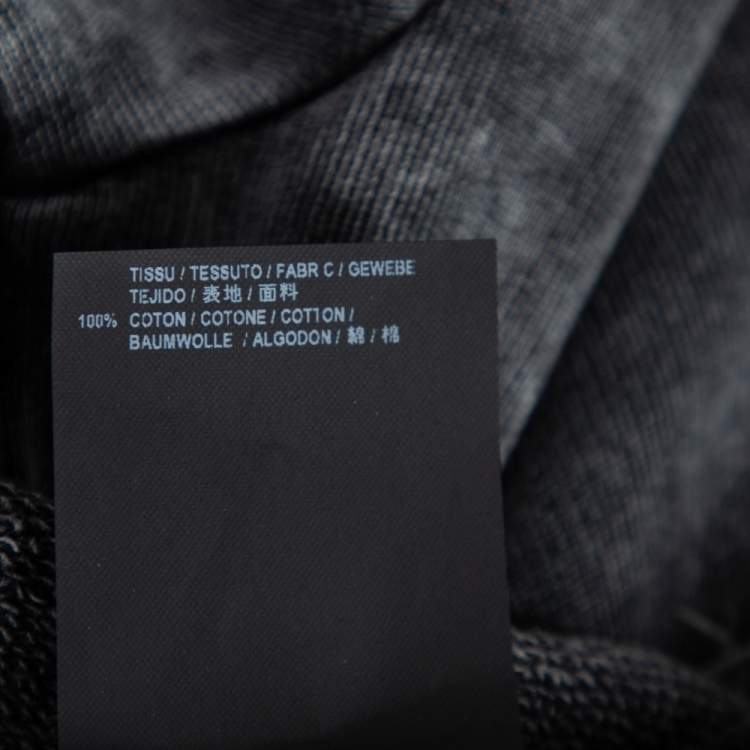 TISSU / TESSUTO / FABR C / GEWEBE
TEJIDO / 表地 / 面料
100% COTON / COTONE / COTTON /
BAUMWOLLE / ALGODON / 綿 / 棉